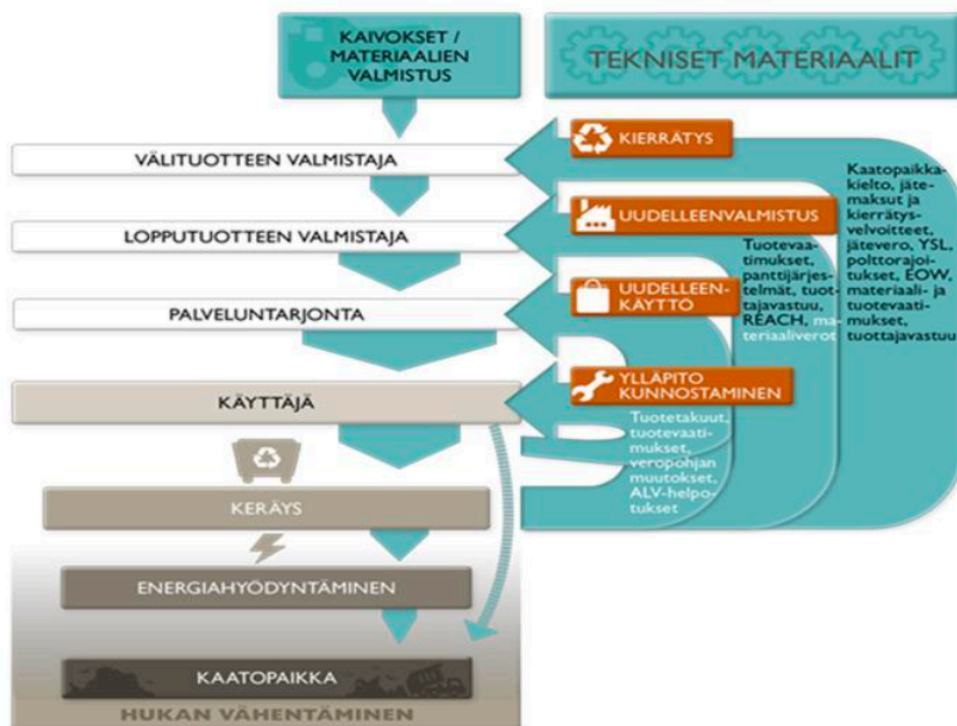 KAIVOKSET /
MATERIAALIEN
VALMISTUS
TEKNISET MATERIAALIT
KIERRÄTYS
VÄLITUOTTEEN VALMISTAJA
Kaatopaikka-
kielto, jäte-
maksut ja
kierrätys-
velvoitteet,
jätevero, YSL,
polttorajoi-
tukset, EOW,
materiaali- ja
tuotevaati-
mukset,
tuottajavastuu
UUDELLEENVALMISTUS
LOPPUTUOTTEEN VALMISTAJA
Tuotevaa-
timukset,
panttijärjes-
telmät, tuot-
tajavastuu,
REACH, ma-
teriaaliverot
UUDELLEEN-
KÄYTTÖ
PALVELUNTARJONTA
YLLÄPITO
KUNNOSTAMINEN
KÄYTTÄJÄ
Tuotetakuut,
tuotevaati-
mukset,
veropohjan
muutokset,
ALV-helpo-
tukset
KERÄYS
ENERGIAHYÖDYNTÄMINEN
KAATOPAIKKA
HUKAN VÄHENTÄMINEN